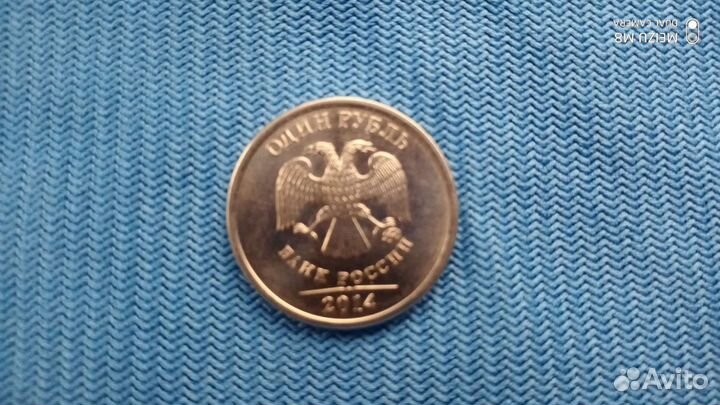 MEIZU M8
DUAL CAMERA
ОДИН РУБЛЬ
БАНК РОССИИ
2014
Avito